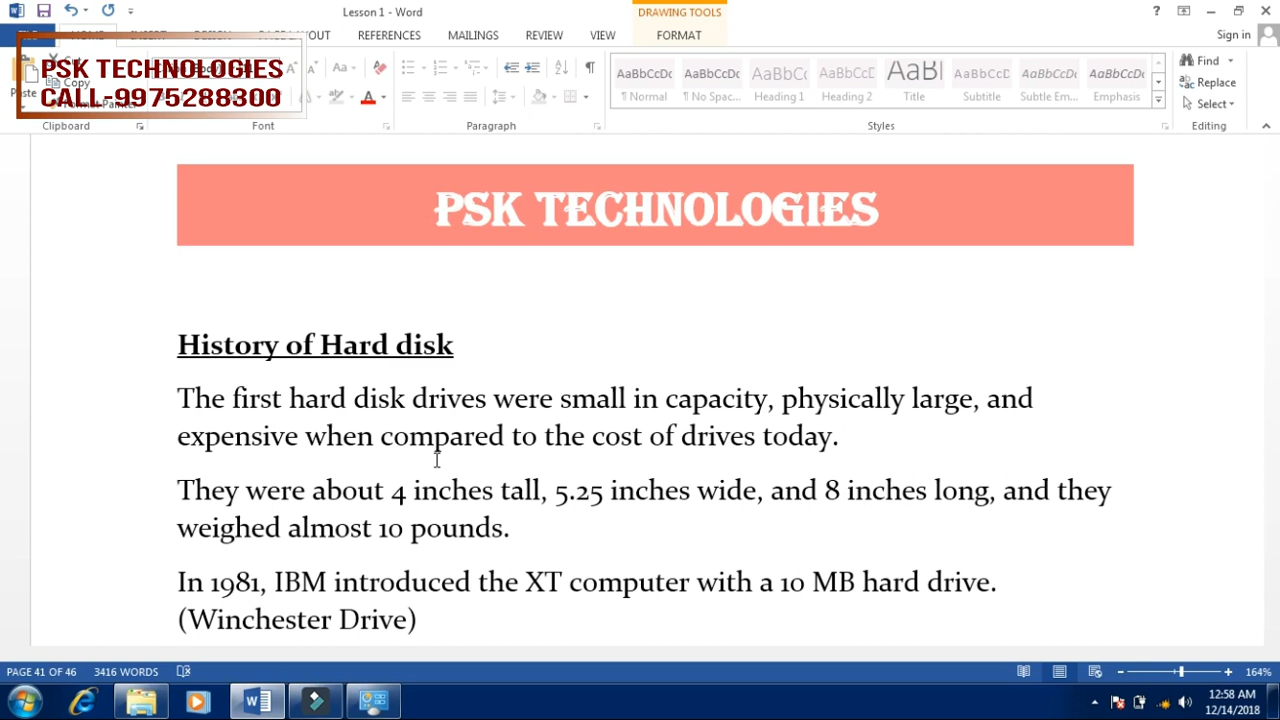 Lesson 1 - Word
DRAWING TOOLS
REFERENCES MAILINGS REVIEW VIEW FORMAT Sign in
PSK TECHNOLOGIES
CALL-9975288300
Copy
Find
Replace
Select
AaBbCcDc AaBbCcDc AaBbCc AaBbCcD AaBl AaBbCcD AaBbCcDc AaBbCcDc
¶ Normal ¶ No Spac... Heading 1 Heading 2 Title Subtitle Subtle Em... Emphasis
Clipboard Font Paragraph Styles Editing
PSK TECHNOLOGIES
History of Hard disk
The first hard disk drives were small in capacity, physically large, and
expensive when compared to the cost of drives today.
They were about 4 inches tall, 5.25 inches wide, and 8 inches long, and they
weighed almost 10 pounds.
In 1981, IBM introduced the XT computer with a 10 MB hard drive.
(Winchester Drive)
PAGE 41 OF 46 3416 WORDS 164%
12:58 AM
12/14/2018